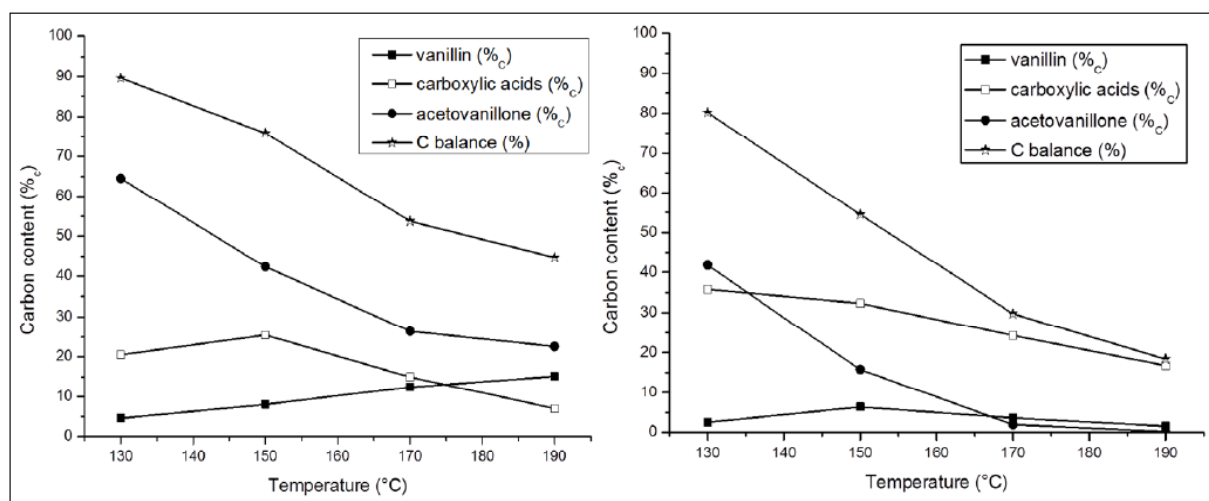 100
90
80
70
60
50
40
30
20
10
0
Carbon content (%c)
vanillin (%c)
carboxylic acids (%c)
acetovanillone (%c)
C balance (%)
130 140 150 160 170 180 190
Temperature (°C)
100
90
80
70
60
50
40
30
20
10
0
Carbon content (%c)
vanillin (%c)
carboxylic acids (%c)
acetovanillone (%c)
C balance (%)
130 140 150 160 170 180 190
Temperature (°C)